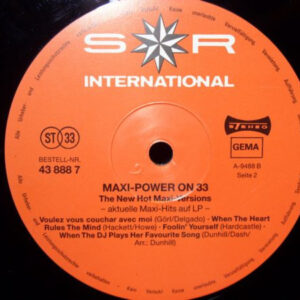 S R
INTERNATIONAL
ST 33
BESTELL-NR.
43 888 7
STEREO
GEMA
A-9488 B
Seite 2
MAXI-POWER ON 33
The New Hot Maxi-Versions
– aktuelle Maxi-Hits auf LP –
Voulez vous coucher avec moi (Görl/Delgado) - When The Heart
Rules The Mind (Hackett/Howe) - Foolin' Yourself (Hardcastle) -
When The DJ Plays Her Favourite Song (Dunhill/Dash/
Arr.: Dunhill)